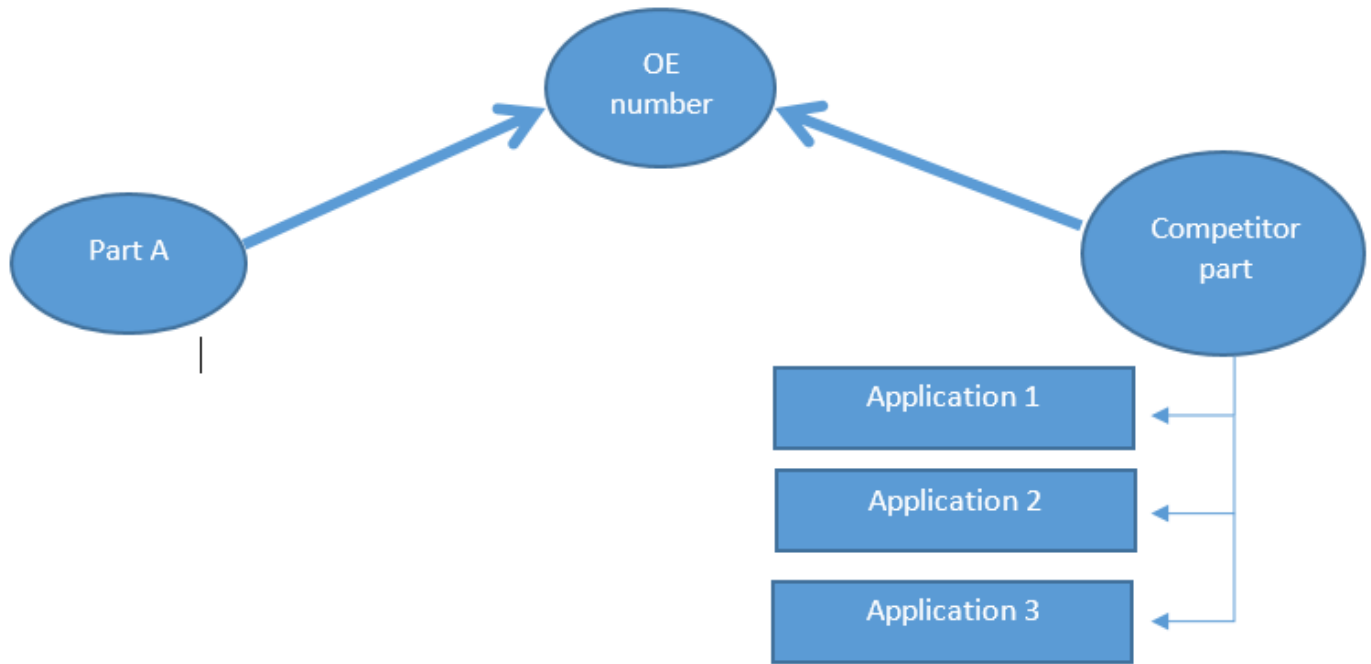 OE
number
Part A
Competitor
part
Application 1
Application 2
Application 3